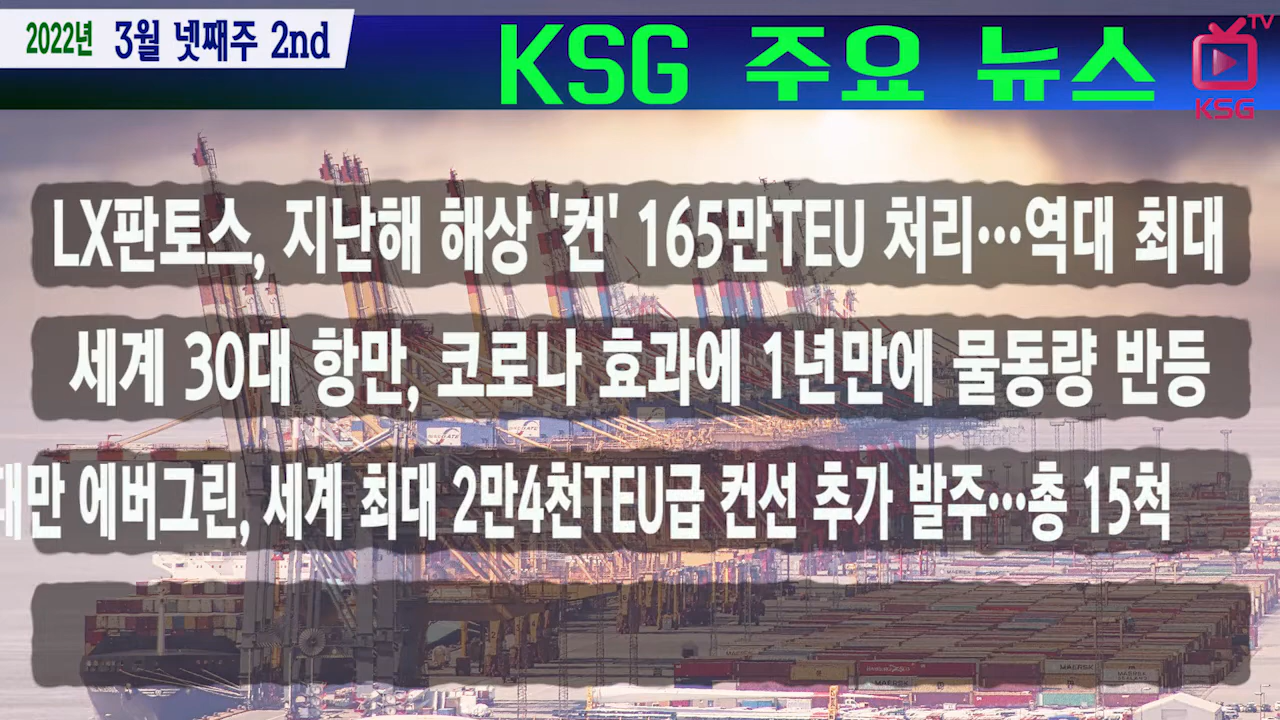 2022년 3월 넷째주 2nd
KSG 주요 뉴스
TV
KSG
LX판토스, 지난해 해상 '컨' 165만TEU 처리…역대 최대
세계 30대 항만, 코로나 효과에 1년만에 물동량 반등
대만 에버그린, 세계 최대 2만4천TEU급 컨선 추가 발주…총 15척
MAERSK
MAERSK